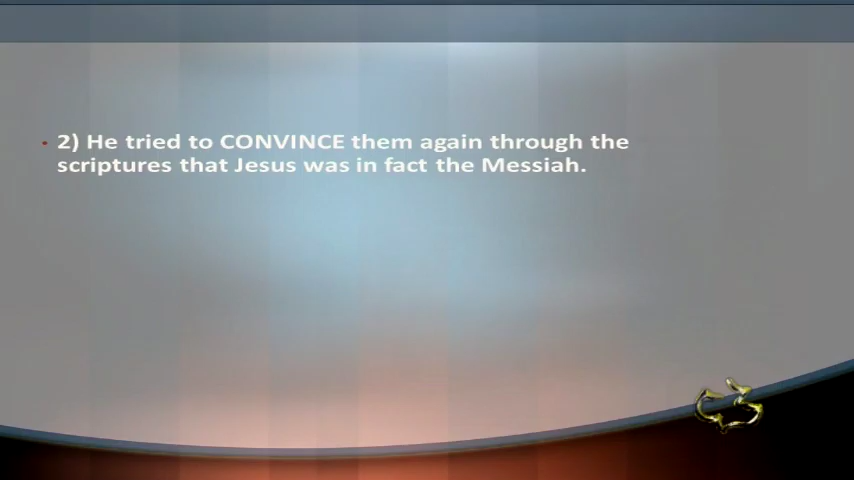 • 2) He tried to CONVINCE them again through the
scriptures that Jesus was in fact the Messiah.